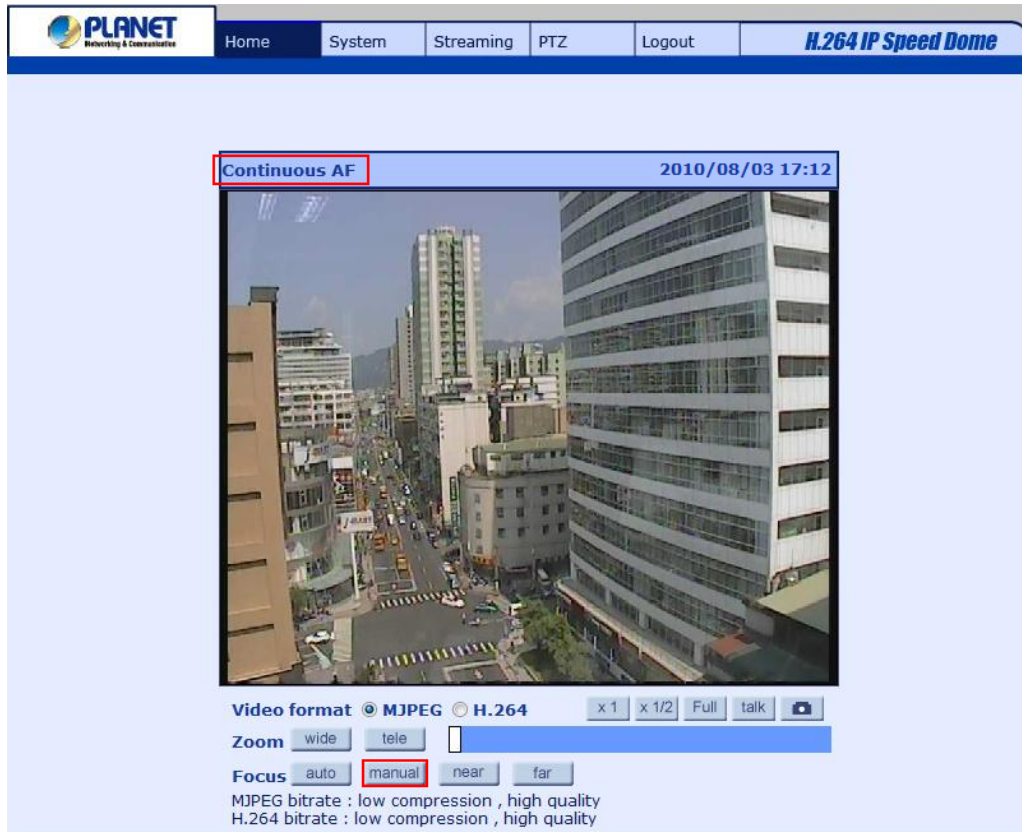 PLANET
Networking & Communication
Home System Streaming PTZ Logout H.264 IP Speed Dome
Continuous AF 2010/08/03 17:12
Video format MJPEG H.264 x 1 x 1/2 Full talk
Zoom wide tele
Focus auto manual near far
MJPEG bitrate : low compression , high quality
H.264 bitrate : low compression , high quality